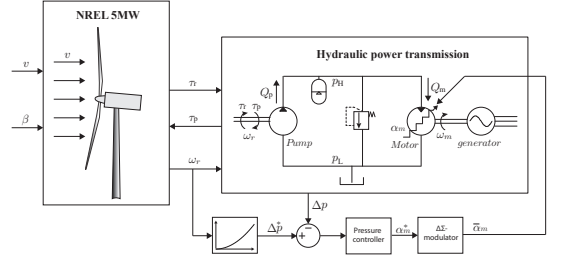 NREL 5MW
v
v
β
τr
τp
ωr
Hydraulic power transmission
Qp
pH
Qm
τr τp
ωr
Pump
αm
Motor
ωm
generator
pL
Δp
Δp*
+
−
Pressure
controller
αm*
ΔΣ-
modulator
α̅m